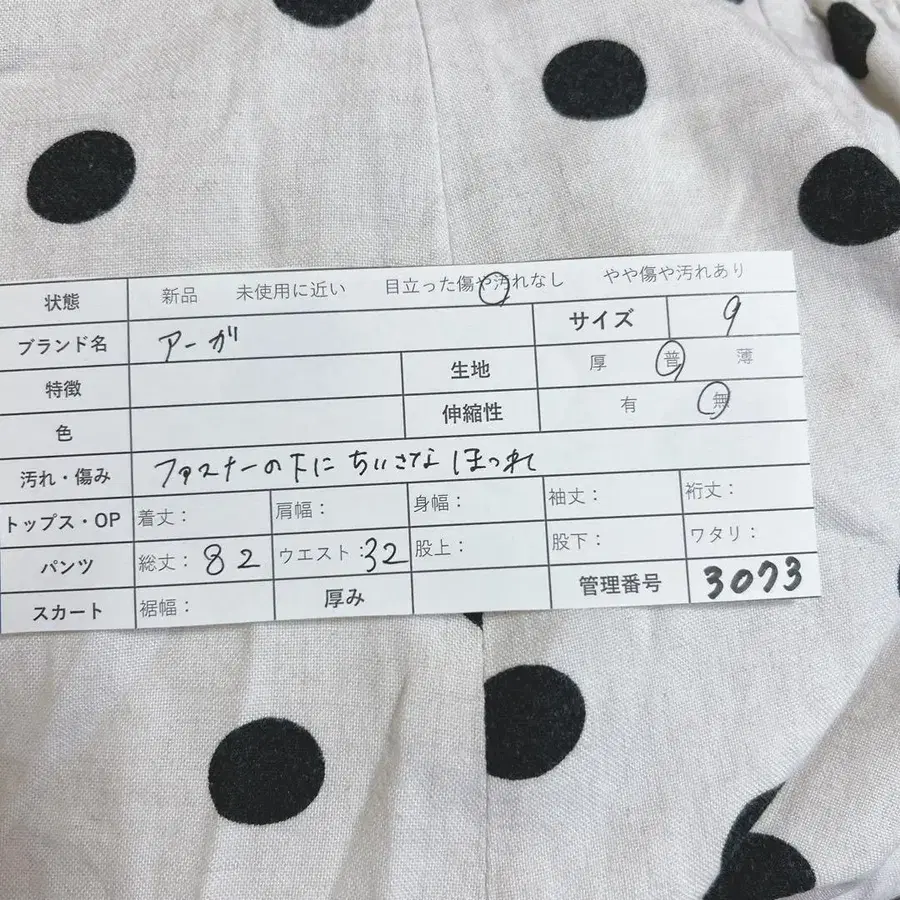 状態 新品 未使用に近い 目立った傷や汚れなし やや傷や汚れあり
ブランド名 アーガ サイズ 9
特徴 生地 厚 普 薄
色 伸縮性 有 無
汚れ・傷み ファスナーの下にちいさなほつれ
トップス・OP 着丈： 肩幅： 身幅： 袖丈： 裄丈：
パンツ 総丈：82 ウエスト：32 股上： 股下： ワタリ：
スカート 裾幅： 厚み 管理番号 3073